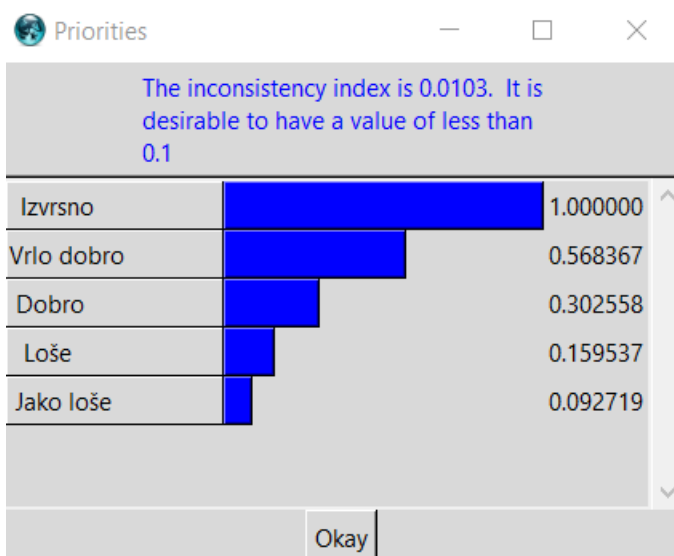 Priorities
The inconsistency index is 0.0103. It is
desirable to have a value of less than
0.1
Izvrsno 1.000000
Vrlo dobro 0.568367
Dobro 0.302558
Loše 0.159537
Jako loše 0.092719
Okay